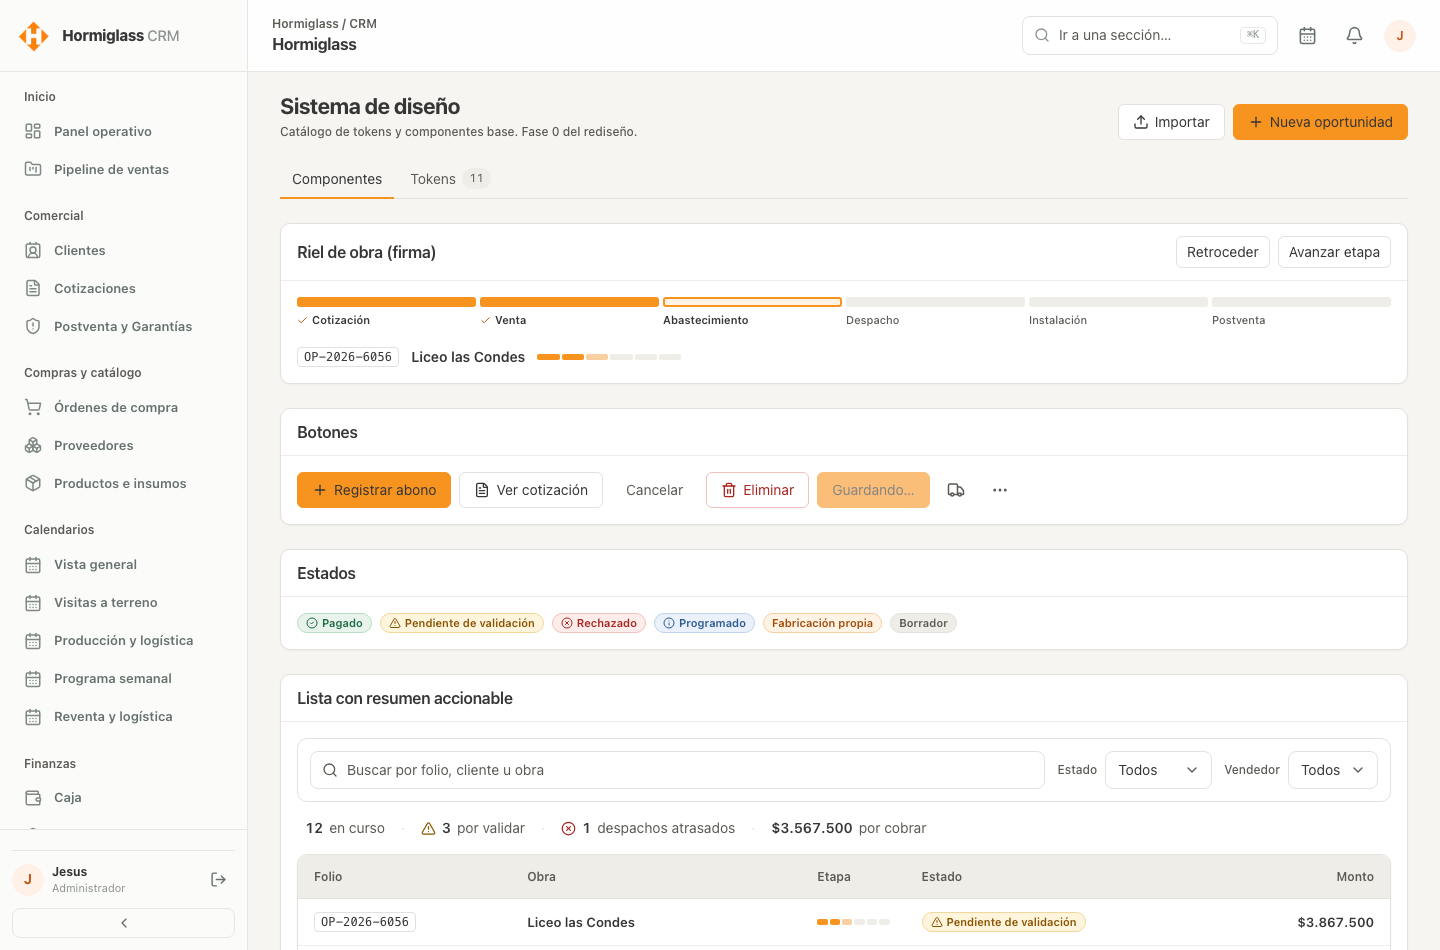 Hormiglass CRM
Hormiglass / CRM
Hormiglass
Ir a una sección...
⌘K
J
Inicio
Panel operativo
Pipeline de ventas
Comercial
Clientes
Cotizaciones
Postventa y Garantías
Compras y catálogo
Órdenes de compra
Proveedores
Productos e insumos
Calendarios
Vista general
Visitas a terreno
Producción y logística
Programa semanal
Reventa y logística
Finanzas
Caja
J
Jesus
Administrador
Sistema de diseño
Catálogo de tokens y componentes base. Fase 0 del rediseño.
Importar
Nueva oportunidad
Componentes
Tokens 11
Riel de obra (firma)
Retroceder
Avanzar etapa
Cotización
Venta
Abastecimiento
Despacho
Instalación
Postventa
OP-2026-6056 Liceo las Condes
Botones
Registrar abono
Ver cotización
Cancelar
Eliminar
Guardando...
Estados
Pagado
Pendiente de validación
Rechazado
Programado
Fabricación propia
Borrador
Lista con resumen accionable
Buscar por folio, cliente u obra
Estado Todos
Vendedor Todos
12 en curso · 3 por validar · 1 despachos atrasados · $3.567.500 por cobrar
Folio Obra Etapa Estado Monto
OP-2026-6056 Liceo las Condes Pendiente de validación $3.867.500